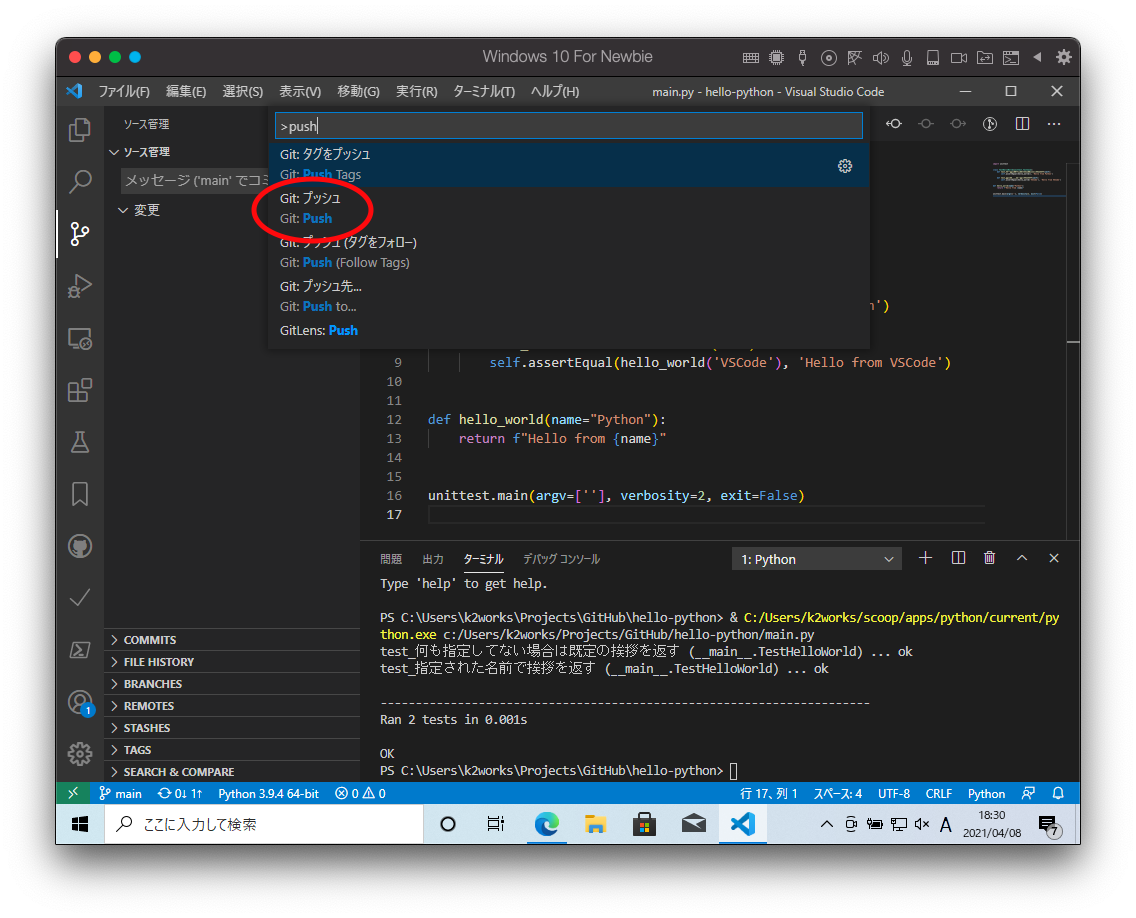 Windows 10 For Newbie
ファイル(F) 編集(E) 選択(S) 表示(V) 移動(G) 実行(R) ターミナル(T) ヘルプ(H) main.py - hello-python - Visual Studio Code
ソース管理
ソース管理
メッセージ ('main' でコミ
変更
>push
Git: タグをプッシュ
Git: Push Tags
Git: プッシュ
Git: Push
Git: プッシュ (タグをフォロー)
Git: Push (Follow Tags)
Git: プッシュ先...
Git: Push to...
GitLens: Push
')
9 self.assertEqual(hello_world('VSCode'), 'Hello from VSCode')
10
11
12 def hello_world(name="Python"):
13 return f"Hello from {name}"
14
15
16 unittest.main(argv=[''], verbosity=2, exit=False)
17
COMMITS
FILE HISTORY
BRANCHES
REMOTES
STASHES
TAGS
SEARCH & COMPARE
1
問題 出力 ターミナル デバッグ コンソール 1: Python
Type 'help' to get help.
PS C:\Users\k2works\Projects\GitHub\hello-python> & C:/Users/k2works/scoop/apps/python/current/py
thon.exe c:/Users/k2works/Projects/GitHub/hello-python/main.py
test_何も指定してない場合は既定の挨拶を返す (__main__.TestHelloWorld) ... ok
test_指定された名前で挨拶を返す (__main__.TestHelloWorld) ... ok
----------------------------------------------------------------------
Ran 2 tests in 0.001s
OK
PS C:\Users\k2works\Projects\GitHub\hello-python>
main 0↓ 1↑ Python 3.9.4 64-bit 0 0 行 17、列 1 スペース: 4 UTF-8 CRLF Python
ここに入力して検索
A
18:30
2021/04/08
7